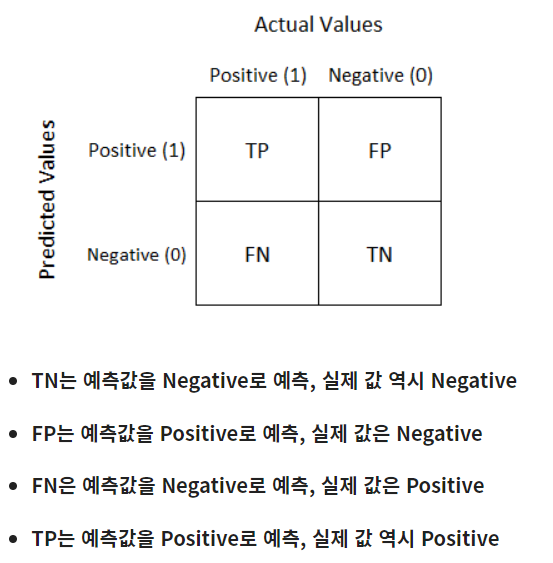 Actual Values
Positive (1) Negative (0)
Predicted Values
Positive (1) TP FP
Negative (0) FN TN
• TN는 예측값을 Negative로 예측, 실제 값 역시 Negative
• FP는 예측값을 Positive로 예측, 실제 값은 Negative
• FN은 예측값을 Negative로 예측, 실제 값은 Positive
• TP는 예측값을 Positive로 예측, 실제 값 역시 Positive